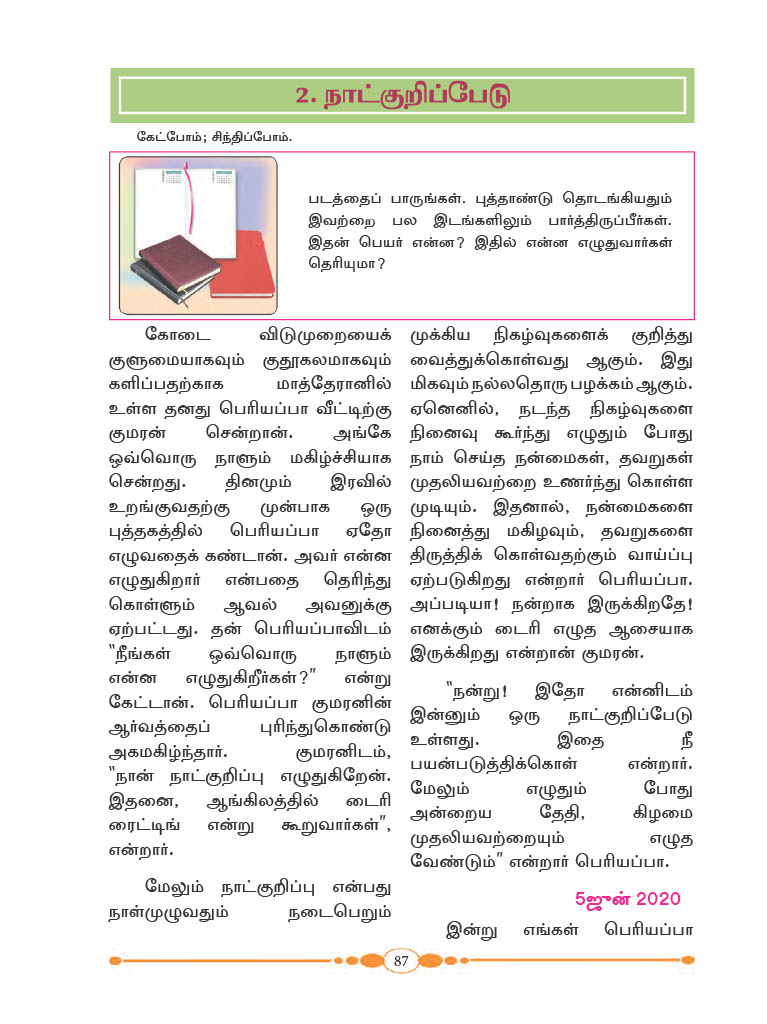 2. நாட்குறிப்பேடு
கேட்போம்; சிந்திப்போம்.
படத்தைப் பாருங்கள். புத்தாண்டு தொடங்கியதும்
இவற்றை பல இடங்களிலும் பார்த்திருப்பீர்கள்.
இதன் பெயர் என்ன? இதில் என்ன எழுதுவார்கள்
தெரியுமா?
கோடை விடுமுறையைக்
குளுமையாகவும் குதூகலமாகவும்
களிப்பதற்காக மாத்தேரானில்
உள்ள தனது பெரியப்பா வீட்டிற்கு
குமரன் சென்றான். அங்கே
ஒவ்வொரு நாளும் மகிழ்ச்சியாக
சென்றது. தினமும் இரவில்
உறங்குவதற்கு முன்பாக ஒரு
புத்தகத்தில் பெரியப்பா ஏதோ
எழுவதைக் கண்டான். அவர் என்ன
எழுதுகிறார் என்பதை தெரிந்து
கொள்ளும் ஆவல் அவனுக்கு
ஏற்பட்டது. தன் பெரியப்பாவிடம்
"நீங்கள் ஒவ்வொரு நாளும்
என்ன எழுதுகிறீர்கள்?" என்று
கேட்டான். பெரியப்பா குமரனின்
ஆர்வத்தைப் புரிந்துகொண்டு
அகமகிழ்ந்தார். குமரனிடம்,
"நான் நாட்குறிப்பு எழுதுகிறேன்.
இதனை, ஆங்கிலத்தில் டைரி
ரைட்டிங் என்று கூறுவார்கள்",
என்றார்.
மேலும் நாட்குறிப்பு என்பது
நாள்முழுவதும் நடைபெறும்
முக்கிய நிகழ்வுகளைக் குறித்து
வைத்துக்கொள்வது ஆகும். இது
மிகவும் நல்லதொரு பழக்கம் ஆகும்.
ஏனெனில், நடந்த நிகழ்வுகளை
நினைவு கூர்ந்து எழுதும் போது
நாம் செய்த நன்மைகள், தவறுகள்
முதலியவற்றை உணர்ந்து கொள்ள
முடியும். இதனால், நன்மைகளை
நினைத்து மகிழவும், தவறுகளை
திருத்திக் கொள்வதற்கும் வாய்ப்பு
ஏற்படுகிறது என்றார் பெரியப்பா.
அப்படியா! நன்றாக இருக்கிறதே!
எனக்கும் டைரி எழுத ஆசையாக
இருக்கிறது என்றான் குமரன்.
"நன்று! இதோ என்னிடம்
இன்னும் ஒரு நாட்குறிப்பேடு
உள்ளது. இதை நீ
பயன்படுத்திக்கொள் என்றார்.
மேலும் எழுதும் போது
அன்றைய தேதி, கிழமை
முதலியவற்றையும் எழுத
வேண்டும்" என்றார் பெரியப்பா.
5ஜுன் 2020
இன்று எங்கள் பெரியப்பா
87